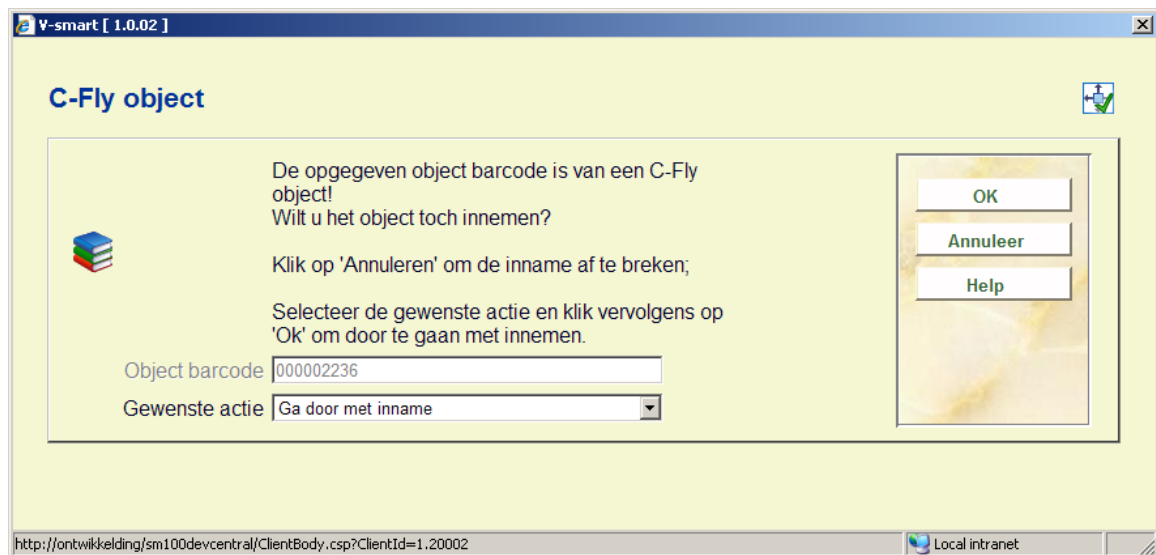 V-smart [ 1.0.02 ]
C-Fly object
De opgegeven object barcode is van een C-Fly
object!
Wilt u het object toch innemen?
Klik op 'Annuleren' om de inname af te breken;
Selecteer de gewenste actie en klik vervolgens op
'Ok' om door te gaan met innemen.
Object barcode 000002236
Gewenste actie Ga door met inname
OK
Annuleer
Help
http://ontwikkelding/sm100devcentral/ClientBody.csp?ClientId=1.20002
Local intranet